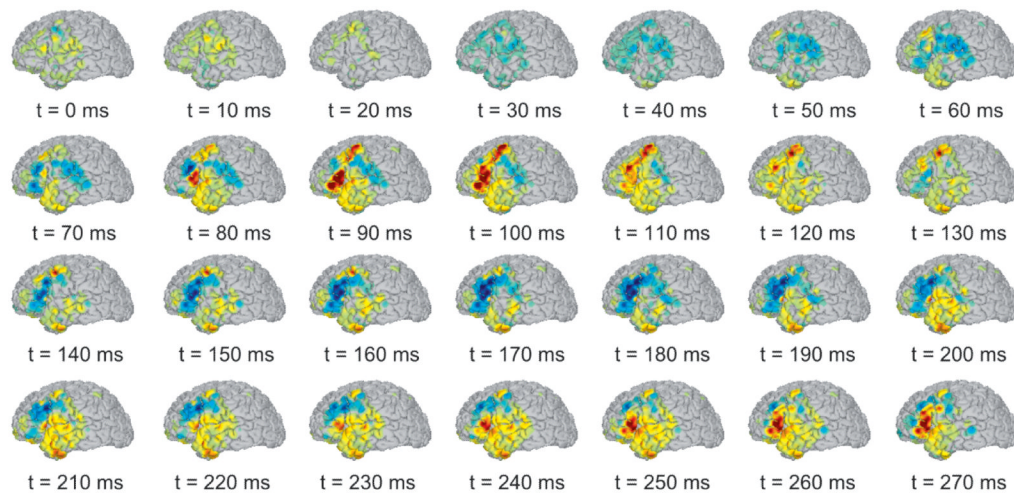 t = 0 ms t = 10 ms t = 20 ms t = 30 ms t = 40 ms t = 50 ms t = 60 ms
t = 70 ms t = 80 ms t = 90 ms t = 100 ms t = 110 ms t = 120 ms t = 130 ms
t = 140 ms t = 150 ms t = 160 ms t = 170 ms t = 180 ms t = 190 ms t = 200 ms
t = 210 ms t = 220 ms t = 230 ms t = 240 ms t = 250 ms t = 260 ms t = 270 ms